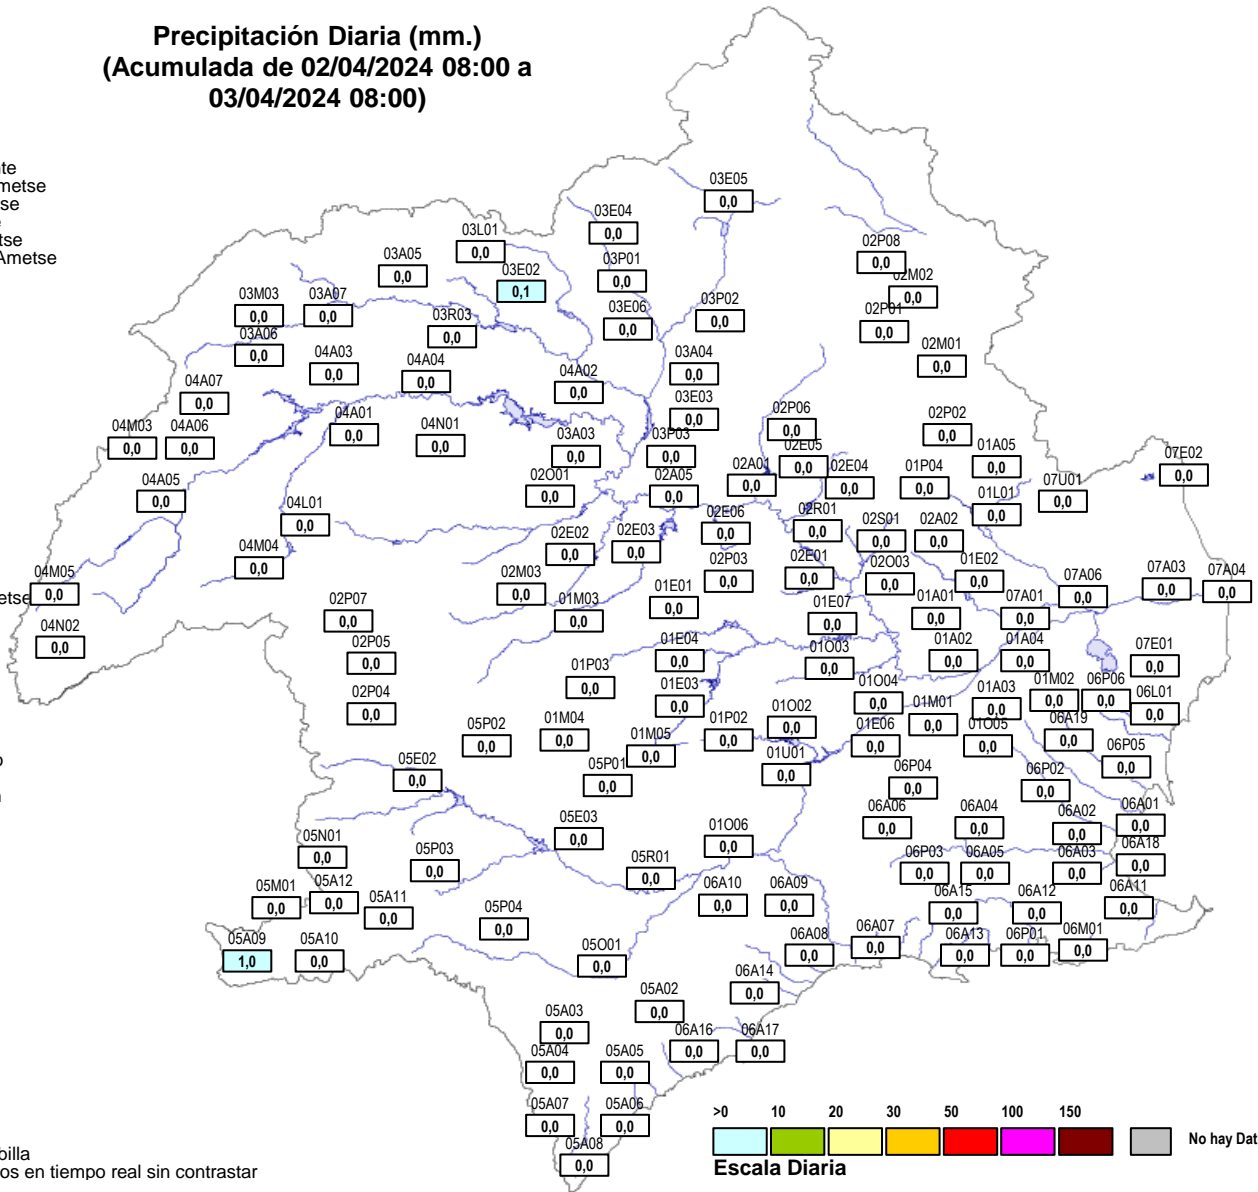 Precipitación Diaria (mm.)
(Acumulada de 02/04/2024 08:00 a
03/04/2024 08:00)
nte
metse
tse
Ametse
03E05
0,0
03E04
0,0
03L01
0,0
02P08
0,0
03A05
0,0
03P01
0,0
03E02
0,1
02M02
0,0
03M03
0,0
03A07
0,0
03P02
0,0
03E06
0,0
02P01
0,0
03R03
0,0
03A06
0,0
02M01
0,0
04A03
0,0
04A04
0,0
03A04
0,0
04A02
0,0
04A07
0,0
03E03
0,0
04M03
0,0
04A06
0,0
04A01
0,0
04N01
0,0
02P06
0,0
02P02
0,0
03A03
0,0
03P03
0,0
02E05
0,0
01A05
0,0
07E02
0,0
02O01
0,0
02A05
0,0
02A01
0,0
02E04
0,0
01P04
0,0
07U01
0,0
04A05
0,0
01L01
0,0
04L01
0,0
02E06
0,0
02R01
0,0
02S01
0,0
02A02
0,0
02E02
0,0
02E03
0,0
04M04
0,0
02P03
0,0
02E01
0,0
02O03
0,0
01E02
0,0
04M05
0,0
02M03
0,0
07A06
0,0
07A03
0,0
07A04
0,0
etse
02P07
0,0
01M03
0,0
01E01
0,0
01E07
0,0
01A01
0,0
07A01
0,0
04N02
0,0
02P05
0,0
01E04
0,0
01O03
0,0
01A02
0,0
01A04
0,0
07E01
0,0
01P03
0,0
02P04
0,0
01E03
0,0
01O04
0,0
01A03
0,0
01M02
0,0
06P06
0,0
06L01
0,0
05P02
0,0
01M04
0,0
01M05
0,0
01P02
0,0
01O02
0,0
01E06
0,0
01M01
0,0
01O05
0,0
06A19
0,0
06P05
0,0
05E02
0,0
05P01
0,0
01U01
0,0
06P04
0,0
06P02
0,0
05E03
0,0
01O06
0,0
06A06
0,0
06A04
0,0
06A02
0,0
06A01
0,0
05N01
0,0
05P03
0,0
05R01
0,0
06P03
0,0
06A05
0,0
06A03
0,0
06A18
0,0
05M01
0,0
05A12
0,0
05A11
0,0
06A10
0,0
06A09
0,0
06A15
0,0
06A12
0,0
06A11
0,0
05P04
0,0
05A09
1,0
05A10
0,0
05O01
0,0
06A08
0,0
06A07
0,0
06A13
0,0
06P01
0,0
06M01
0,0
06A14
0,0
05A02
0,0
05A03
0,0
06A16
0,0
06A17
0,0
05A04
0,0
05A05
0,0
05A07
0,0
05A06
0,0
05A08
0,0
>0 10 20 30 50 100 150
No hay Dat
Escala Diaria
billa
os en tiempo real sin contrastar